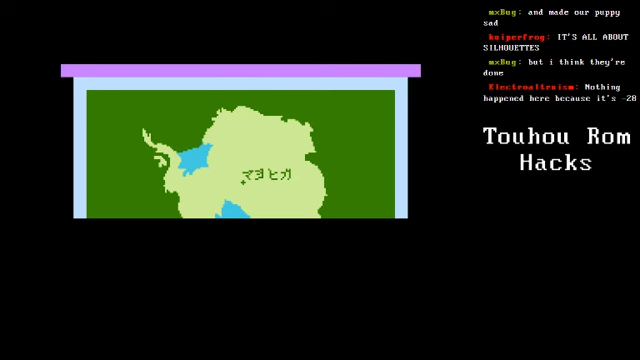 mxBug: and made our puppy
sad
kuiperfrog: IT'S ALL ABOUT
SILHOUETTES
mxBug: but i think they're
done
Electroaltruism: Nothing
happened here because it's -28
Touhou Rom
Hacks
マヨヒガ